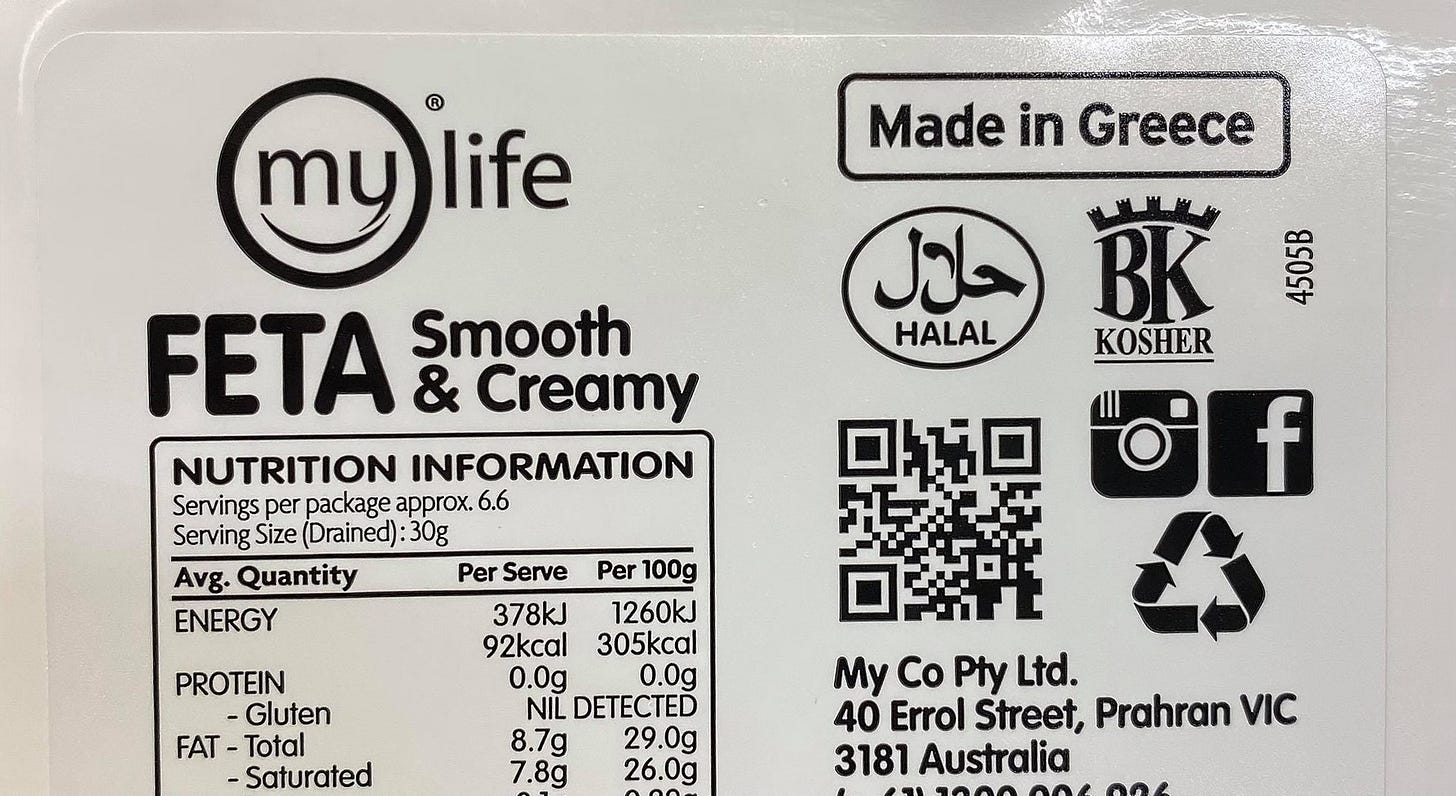 my life ®
FETA Smooth
& Creamy
NUTRITION INFORMATION
Servings per package approx. 6.6
Serving Size (Drained): 30g
Avg. Quantity Per Serve Per 100g
ENERGY 378kJ 1260kJ
92kcal 305kcal
PROTEIN 0.0g 0.0g
- Gluten NIL DETECTED
FAT - Total 8.7g 29.0g
- Saturated 7.8g 26.0g
Made in Greece
حلال
HALAL
BK
KOSHER
4505B
f
My Co Pty Ltd.
40 Errol Street, Prahran VIC
3181 Australia